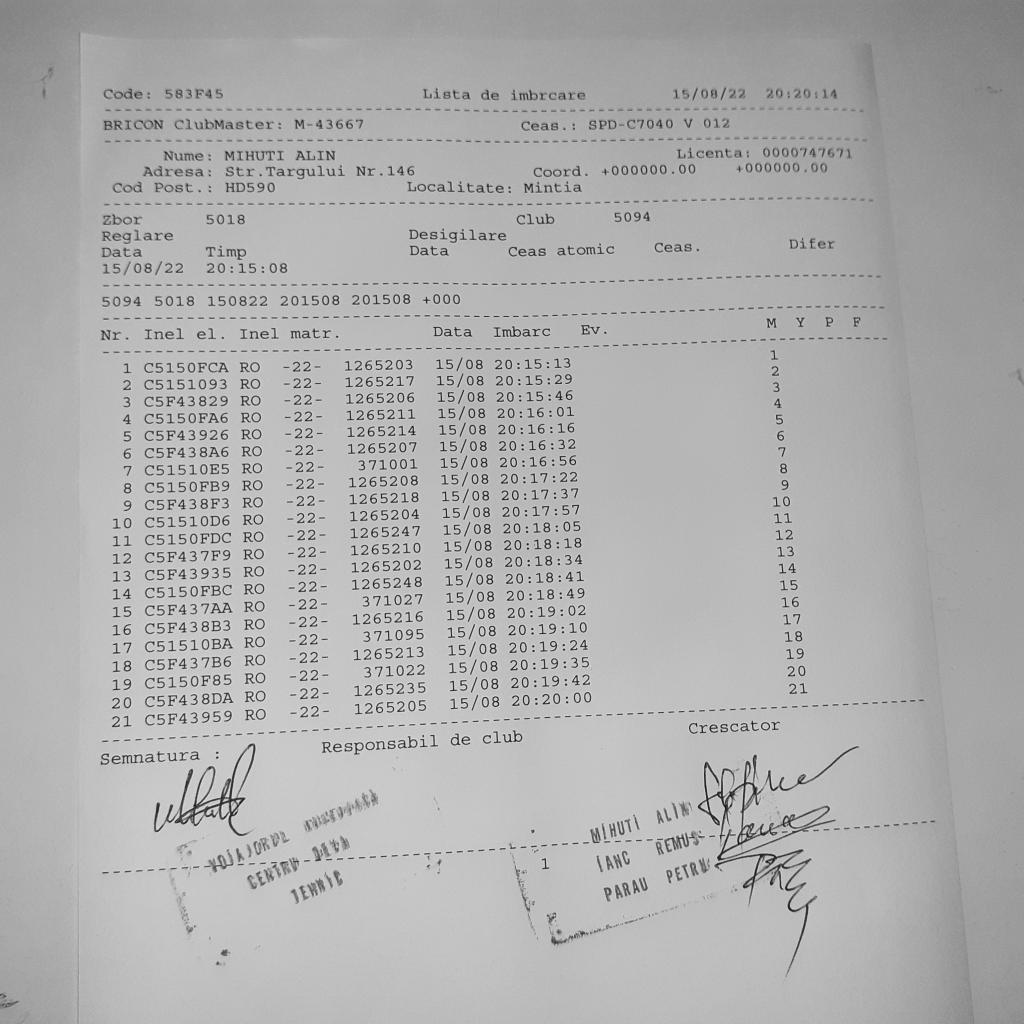 Code: 583F45 Lista de imbrcare 15/08/22 20:20:14
BRICON ClubMaster: M-43667 Ceas.: SPD-C7040 V 012
Nume: MIHUTI ALIN Licenta: 0000747671
Adresa: Str.Targului Nr.146 Coord. +000000.00 +000000.00
Cod Post.: HD590 Localitate: Mintia
Zbor 5018 Club 5094
Reglare Desigilare
Data Timp Data Ceas atomic Ceas. Difer
15/08/22 20:15:08
5094 5018 150822 201508 201508 +000
Nr. Inel el. Inel matr. Data Imbarc Ev. M Y P F
1 C5150FCA RO -22- 1265203 15/08 20:15:13 1
2 C5151093 RO -22- 1265217 15/08 20:15:29 2
3 C5F43829 RO -22- 1265206 15/08 20:15:46 3
4 C5150FA6 RO -22- 1265211 15/08 20:16:01 4
5 C5F43926 RO -22- 1265214 15/08 20:16:16 5
6 C5F438A6 RO -22- 1265207 15/08 20:16:32 6
7 C51510E5 RO -22- 371001 15/08 20:16:56 7
8 C5150FB9 RO -22- 1265208 15/08 20:17:22 8
9 C5F438F3 RO -22- 1265218 15/08 20:17:37 9
10 C51510D6 RO -22- 1265204 15/08 20:17:57 10
11 C5150FDC RO -22- 1265247 15/08 20:18:05 11
12 C5F437F9 RO -22- 1265210 15/08 20:18:18 12
13 C5F43935 RO -22- 1265202 15/08 20:18:34 13
14 C5150FBC RO -22- 1265248 15/08 20:18:41 14
15 C5F437AA RO -22- 371027 15/08 20:18:49 15
16 C5F438B3 RO -22- 1265216 15/08 20:19:02 16
17 C51510BA RO -22- 371095 15/08 20:19:10 17
18 C5F437B6 RO -22- 1265213 15/08 20:19:24 18
19 C5150F85 RO -22- 371022 15/08 20:19:35 19
20 C5F438DA RO -22- 1265235 15/08 20:19:42 20
21 C5F43959 RO -22- 1265205 15/08 20:20:00 21
Semnatura : Responsabil de club Crescator
VOIAJORUL
CENTRU DEVA
TEHNIC
MIHUTI ALIN
IANC REMUS
PARAU PETRU
1